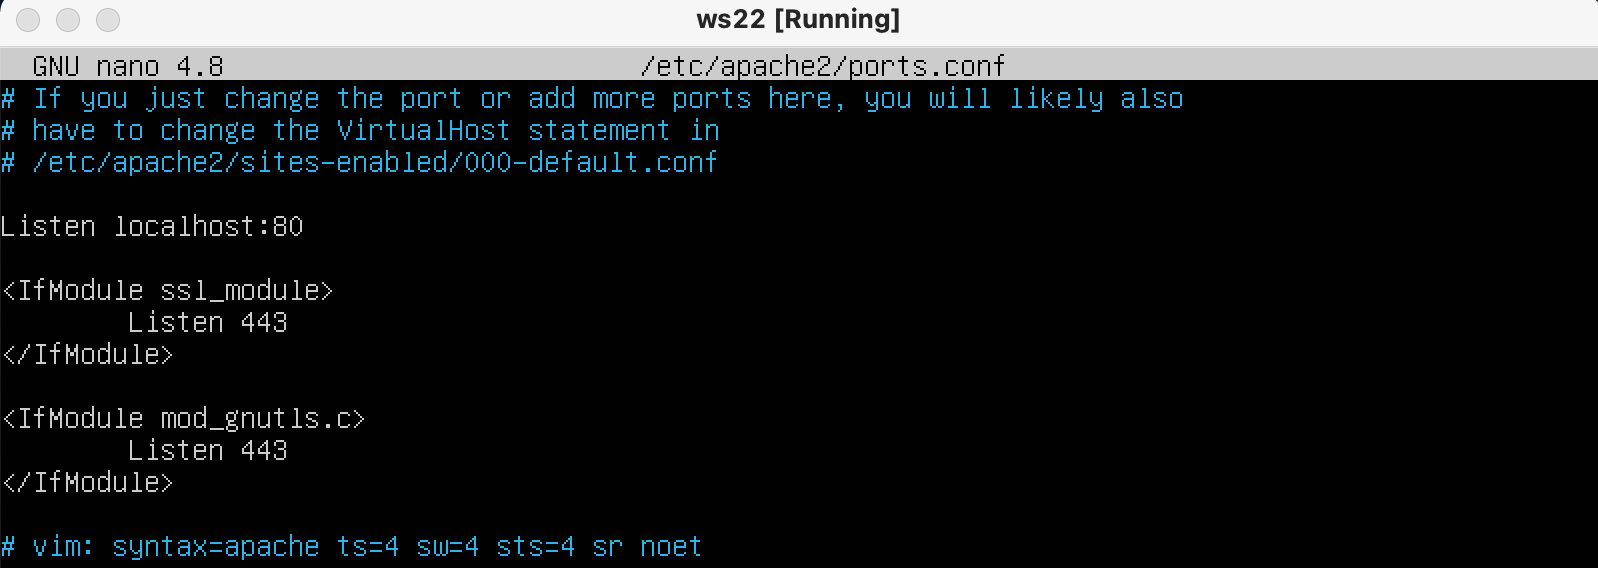 ws22 [Running]
GNU nano 4.8 /etc/apache2/ports.conf
# If you just change the port or add more ports here, you will likely also
# have to change the VirtualHost statement in
# /etc/apache2/sites-enabled/000-default.conf
Listen localhost:80
<IfModule ssl_module>
Listen 443
</IfModule>
<IfModule mod_gnutls.c>
Listen 443
</IfModule>
# vim: syntax=apache ts=4 sw=4 sts=4 sr noet